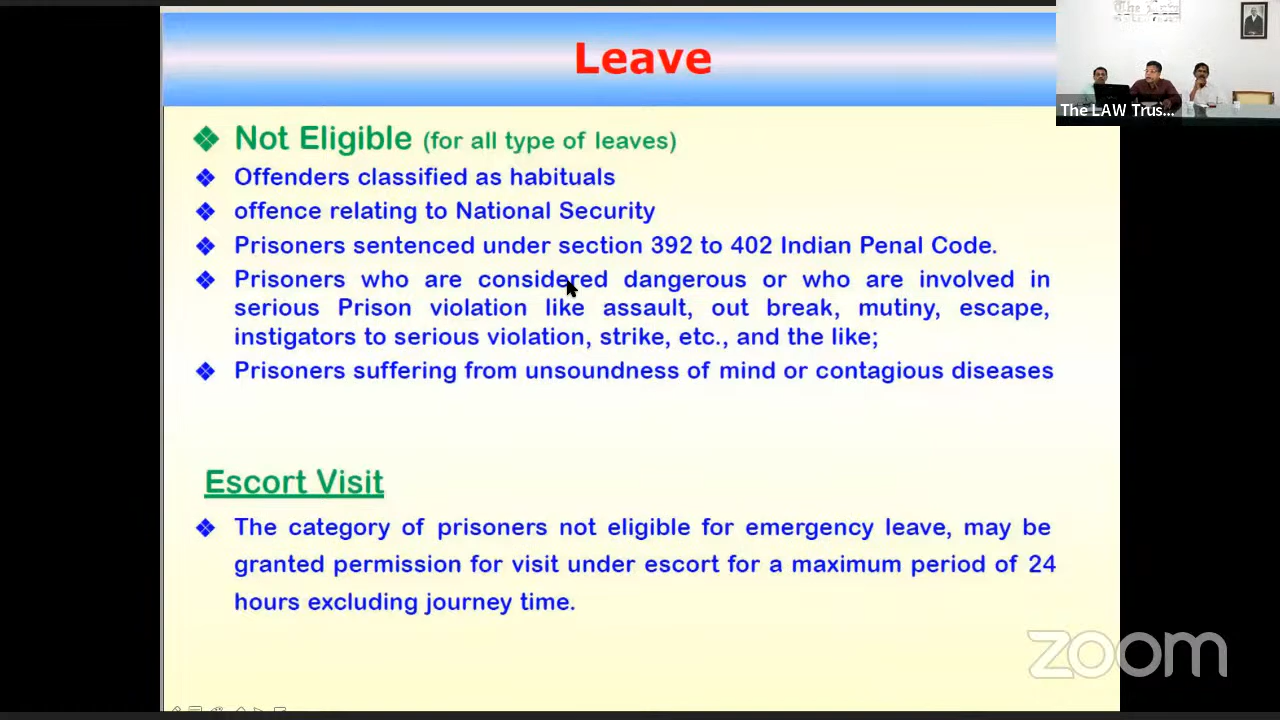 Leave
The LAW Trus...
Not Eligible (for all type of leaves)
Offenders classified as habituals
offence relating to National Security
Prisoners sentenced under section 392 to 402 Indian Penal Code.
Prisoners who are considered dangerous or who are involved in
serious Prison violation like assault, out break, mutiny, escape,
instigators to serious violation, strike, etc., and the like;
Prisoners suffering from unsoundness of mind or contagious diseases
Escort Visit
The category of prisoners not eligible for emergency leave, may be
granted permission for visit under escort for a maximum period of 24
hours excluding journey time.
zoom